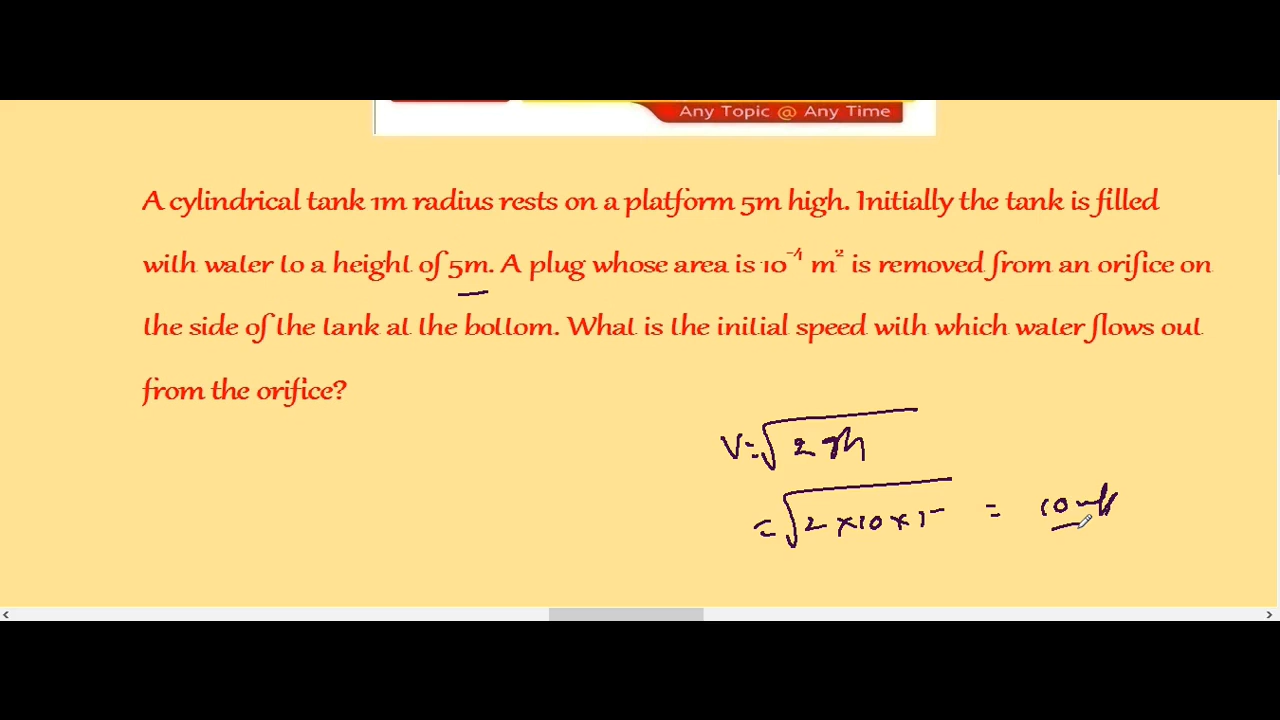 Any Topic @ Any Time
A cylindrical tank 1m radius rests on a platform 5m high. Initially the tank is filled
with water to a height of 5m. A plug whose area is 10⁻⁴ m² is removed from an orifice on
the side of the tank at the bottom. What is the initial speed with which water flows out
from the orifice?
V=√2gh
=√2×10×5 = 10m/s